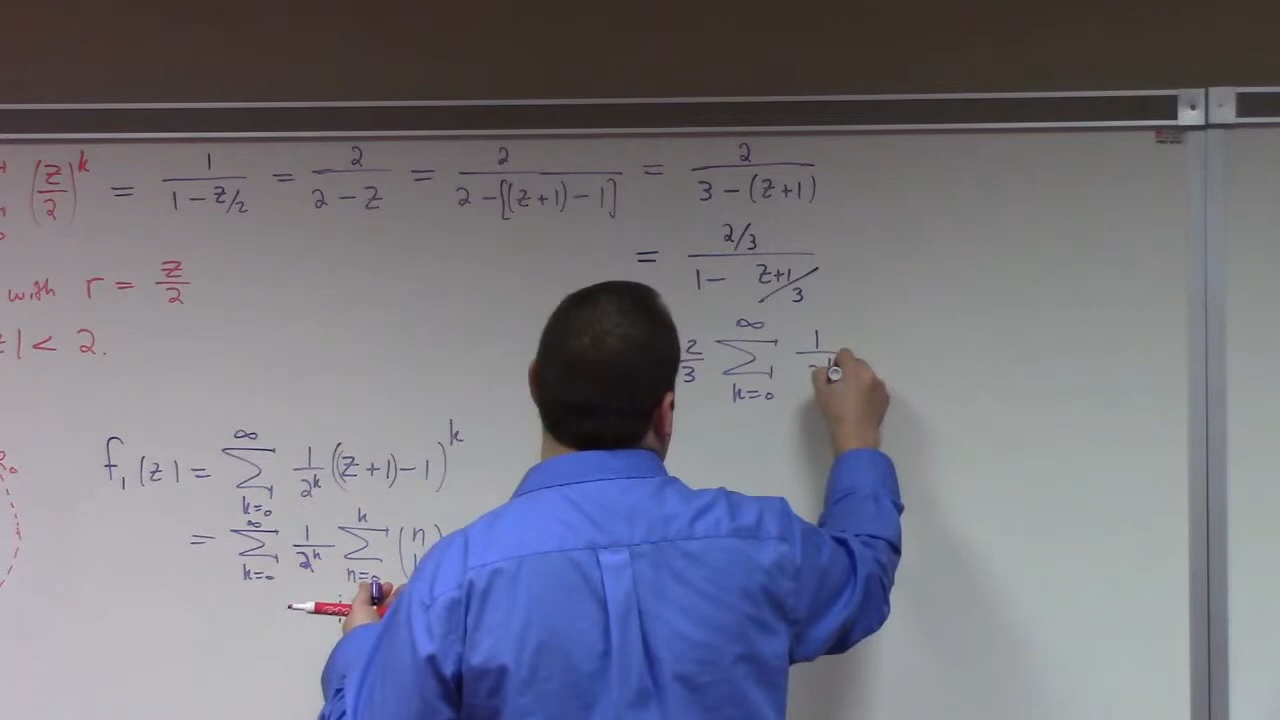 (z/2)^k = 1/(1 - z/2) = 2/(2 - z) = 2/(2 - [(z+1) - 1]) = 2/(3 - (z+1))
= (2/3)/(1 - (z+1)/3)
with r = z/2
| < 2.
2/3 ∑_{k=0}^{∞} 1/
f₁(z) = ∑_{k=0}^{∞} 1/2^k ((z+1) - 1)^k
= ∑_{k=0}^{∞} 1/2^k ∑_{n=0}^{k} (n